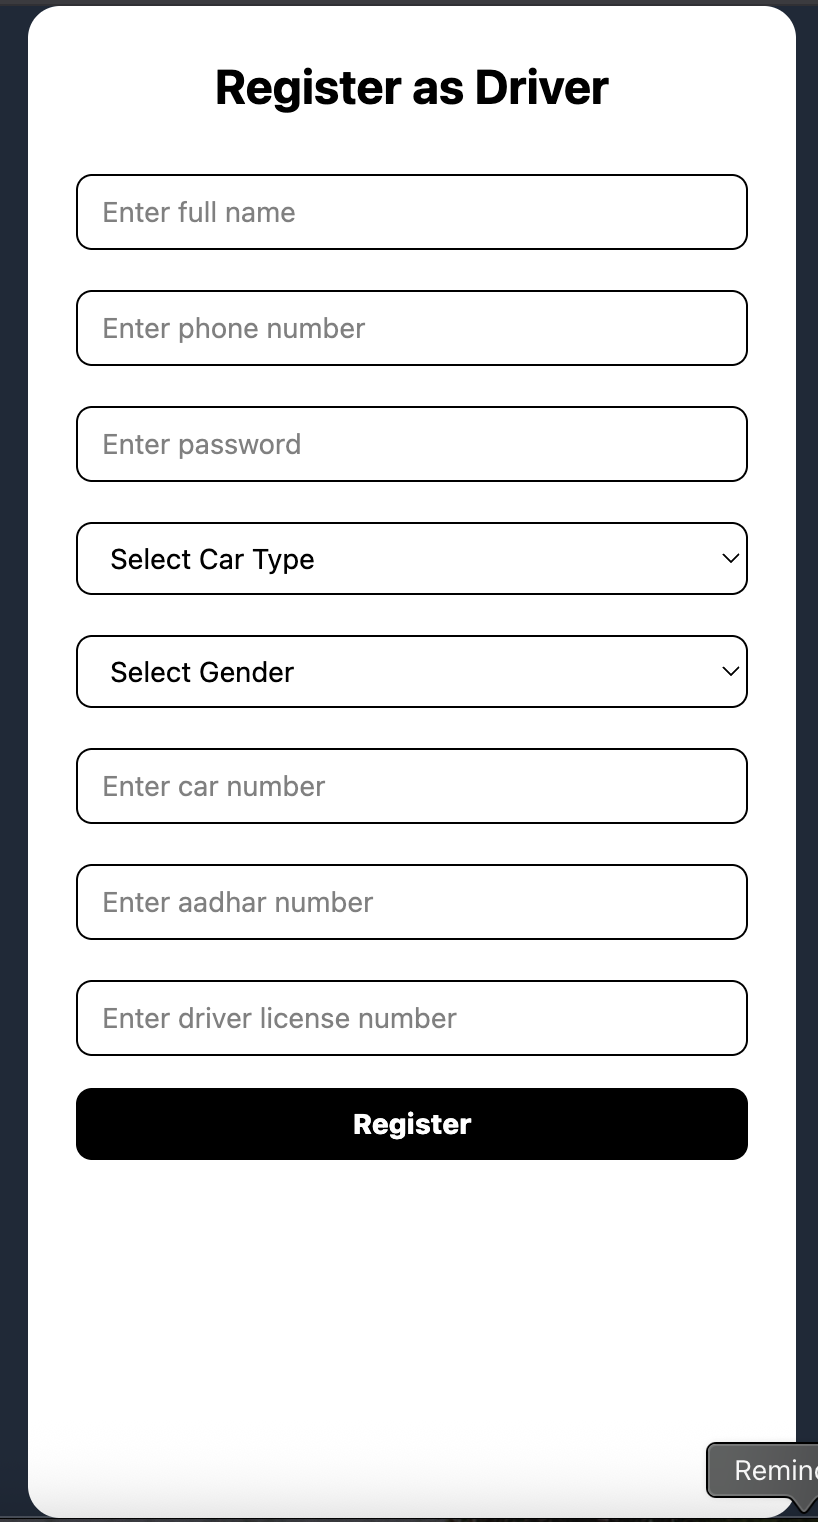 Register as Driver
Enter full name
Enter phone number
Enter password
Select Car Type
Select Gender
Enter car number
Enter aadhar number
Enter driver license number
Register